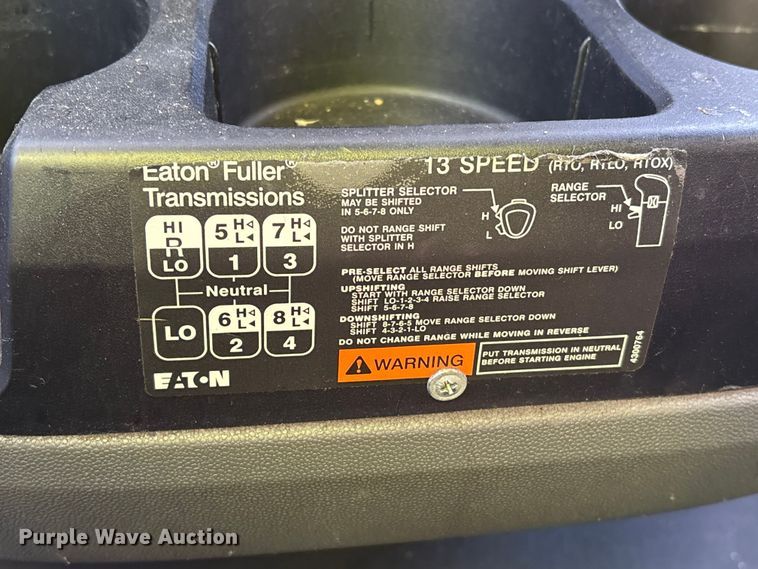 Eaton® Fuller®
Transmissions
13 SPEED (RTO, RTLO, RTOX)
HI
R
LO
5 H
L
1
7 H
L
3
Neutral
LO
6 H
L
2
8 H
L
4
EATON
SPLITTER SELECTOR
MAY BE SHIFTED
IN 5-6-7-8 ONLY
H
L
RANGE
SELECTOR
HI
LO
DO NOT RANGE SHIFT
WITH SPLITTER
SELECTOR IN H
PRE-SELECT ALL RANGE SHIFTS
(MOVE RANGE SELECTOR BEFORE MOVING SHIFT LEVER)
UPSHIFTING
START WITH RANGE SELECTOR DOWN
SHIFT LO-1-2-3-4 RAISE RANGE SELECTOR
SHIFT 5-6-7-8
DOWNSHIFTING
SHIFT 8-7-6-5 MOVE RANGE SELECTOR DOWN
SHIFT 4-3-2-1-LO
DO NOT CHANGE RANGE WHILE MOVING IN REVERSE
WARNING
PUT TRANSMISSION IN NEUTRAL
BEFORE STARTING ENGINE
4300764
Purple Wave Auction